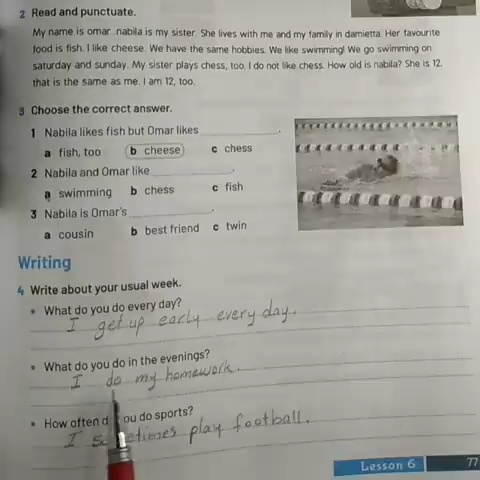 2 Read and punctuate.
My name is omar nabila is my sister. She lives with me and my family in damietta. Her favourite
food is fish. I like cheese. We have the same hobbies. We like swimming! We go swimming on
saturday and sunday. My sister plays chess, too. I do not like chess. How old is nabila? She is 12,
that is the same as me. I am 12, too.
3 Choose the correct answer.
1 Nabila likes fish but Omar likes ____________.
a fish, too b cheese c chess
2 Nabila and Omar like ____________.
a swimming b chess c fish
3 Nabila is Omar's ____________.
a cousin b best friend c twin
Writing
4 Write about your usual week.
• What do you do every day?
I get up early every day.
• What do you do in the evenings?
I do my homework.
• How often d ou do sports?
I sometimes play football.
Lesson 6 77